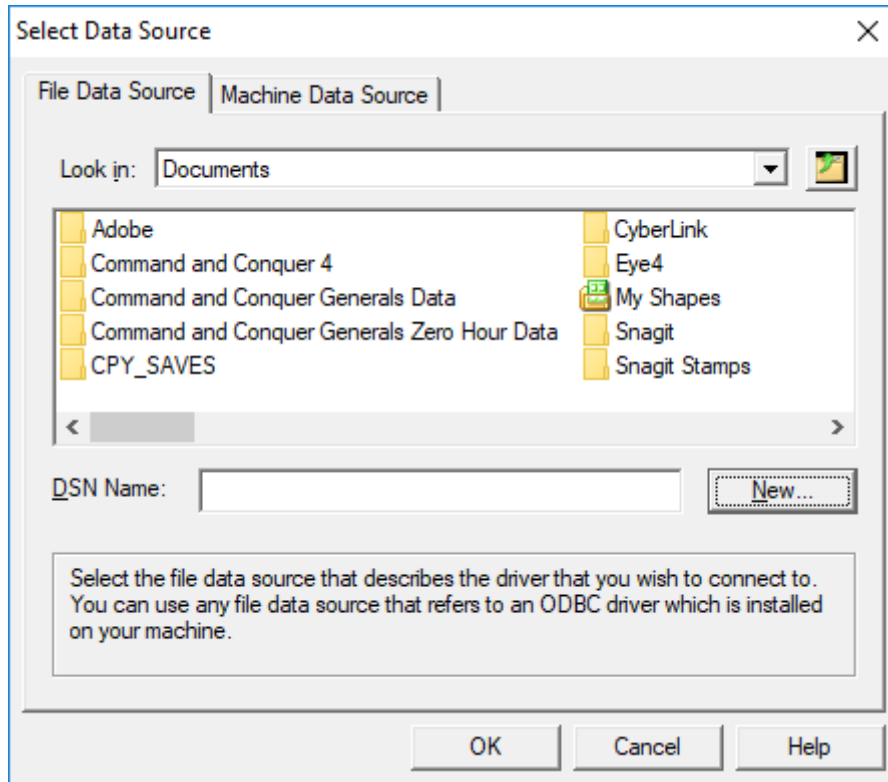 Select Data Source
File Data Source
Machine Data Source
Look in: Documents
Adobe
Command and Conquer 4
Command and Conquer Generals Data
Command and Conquer Generals Zero Hour Data
CPY_SAVES
CyberLink
Eye4
My Shapes
Snagit
Snagit Stamps
DSN Name:
New...
Select the file data source that describes the driver that you wish to connect to.
You can use any file data source that refers to an ODBC driver which is installed
on your machine.
OK
Cancel
Help